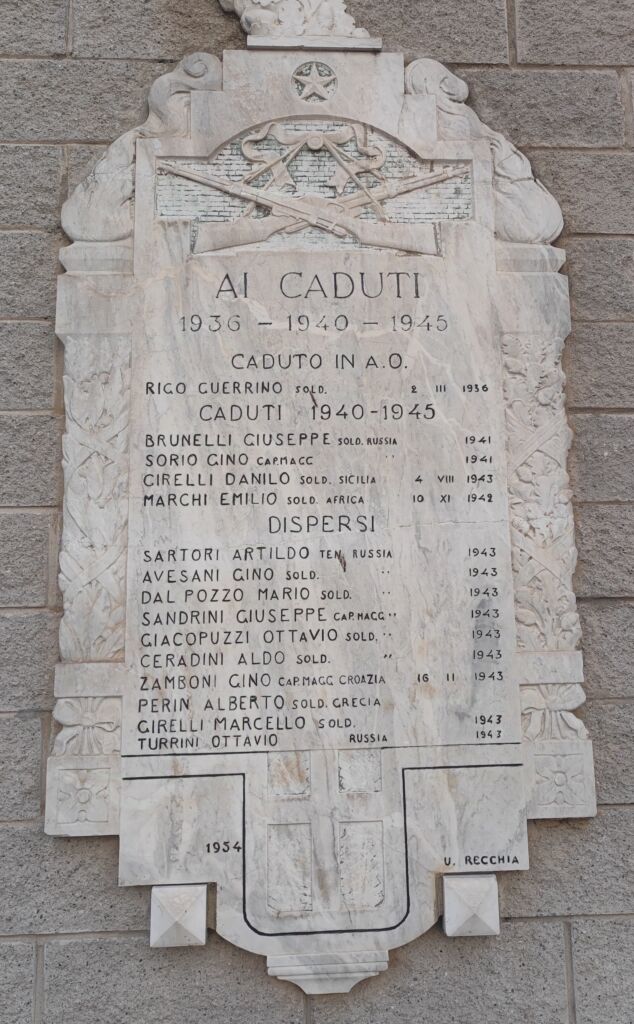 AI CADUTI
1936 – 1940 – 1945
CADUTO IN A.O.
RIGO GUERRINO SOLD. 2 III 1936
CADUTI 1940-1945
BRUNELLI GIUSEPPE SOLD. RUSSIA 1941
SORIO GINO CAP.MAGG '' 1941
GIRELLI DANILO SOLD. SICILIA 4 VIII 1943
MARCHI EMILIO SOLD. AFRICA 10 XI 1942
DISPERSI
SARTORI ARTILDO TEN. RUSSIA 1943
AVESANI GINO SOLD. '' 1943
DAL POZZO MARIO SOLD. '' 1943
SANDRINI GIUSEPPE CAP.MAGG '' 1943
GIACOPUZZI OTTAVIO SOLD. '' 1943
CERADINI ALDO SOLD. '' 1943
ZAMBONI GINO CAP.MAGG CROAZIA 16 II 1943
PERIN ALBERTO SOLD. GRECIA
GIRELLI MARCELLO SOLD. 1943
TURRINI OTTAVIO RUSSIA 1943
1954
U. RECCHIA